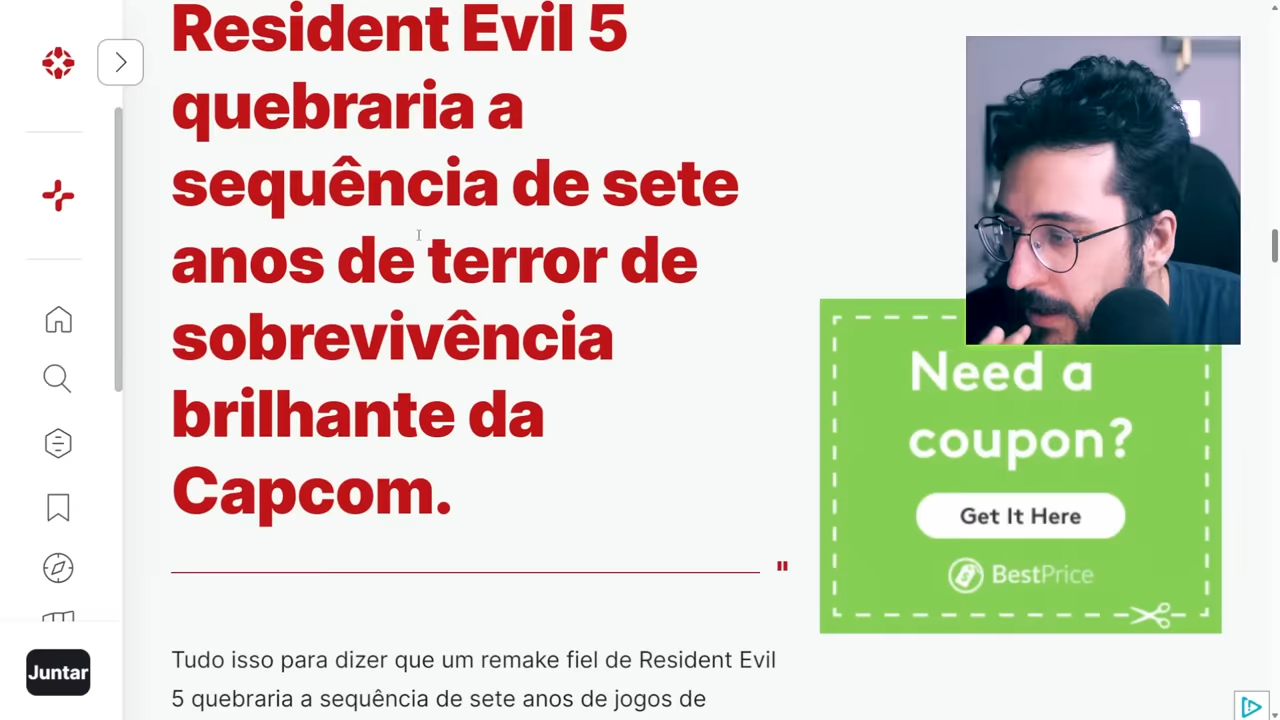 Resident Evil 5
quebraria a
sequência de sete
anos de terror de
sobrevivência
brilhante da
Capcom.
"
Need a
coupon?
Get It Here
BestPrice
Juntar
Tudo isso para dizer que um remake fiel de Resident Evil
5 quebraria a sequência de sete anos de jogos de